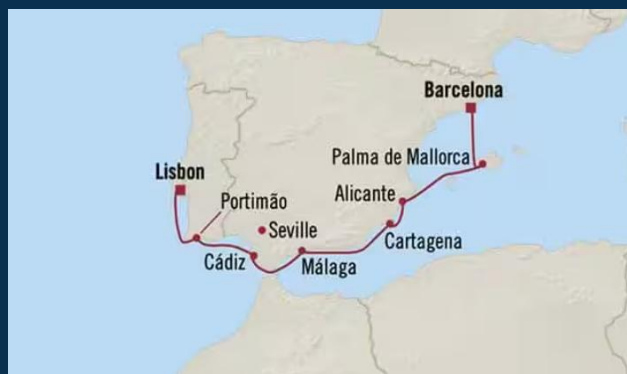 Barcelona
Palma de Mallorca
Lisbon
Alicante
Portimão
Seville
Cartagena
Cádiz
Málaga